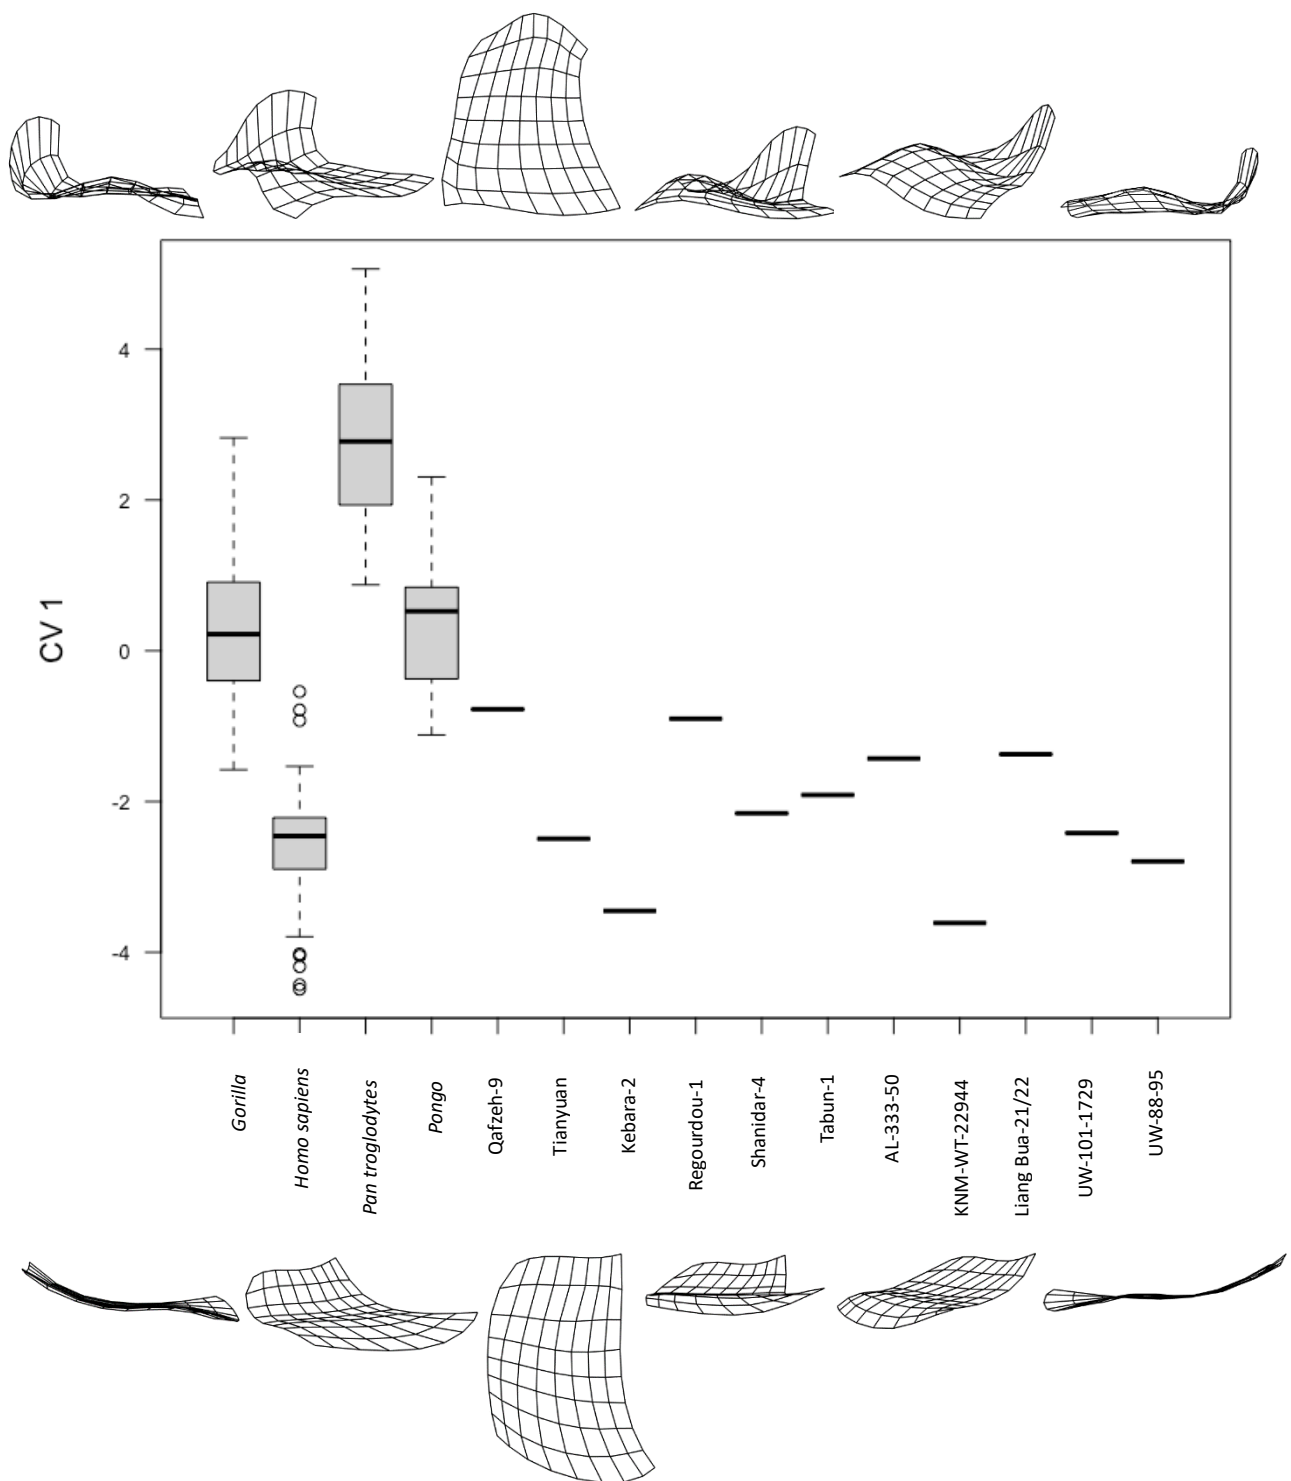 4
2
0
-2
-4
CV 1
Gorilla
Homo sapiens
Pan troglodytes
Pongo
Qafzeh-9
Tianyuan
Kebara-2
Regourdou-1
Shanidar-4
Tabun-1
AL-333-50
KNM-WT-22944
Liang Bua-21/22
UW-101-1729
UW-88-95